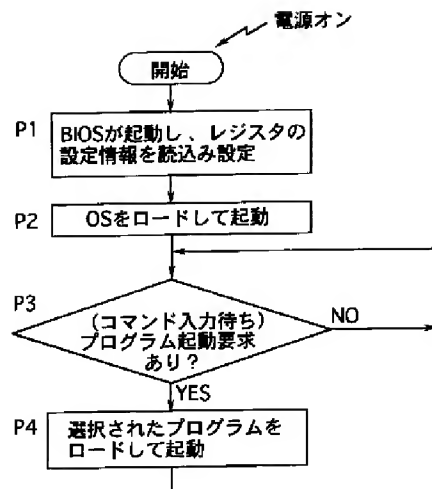 電源オン
開始
P1
BIOSが起動し、レジスタの
設定情報を読込み設定
P2
OSをロードして起動
P3
(コマンド入力待ち)
プログラム起動要求
あり？
NO
YES
P4
選択されたプログラムを
ロードして起動